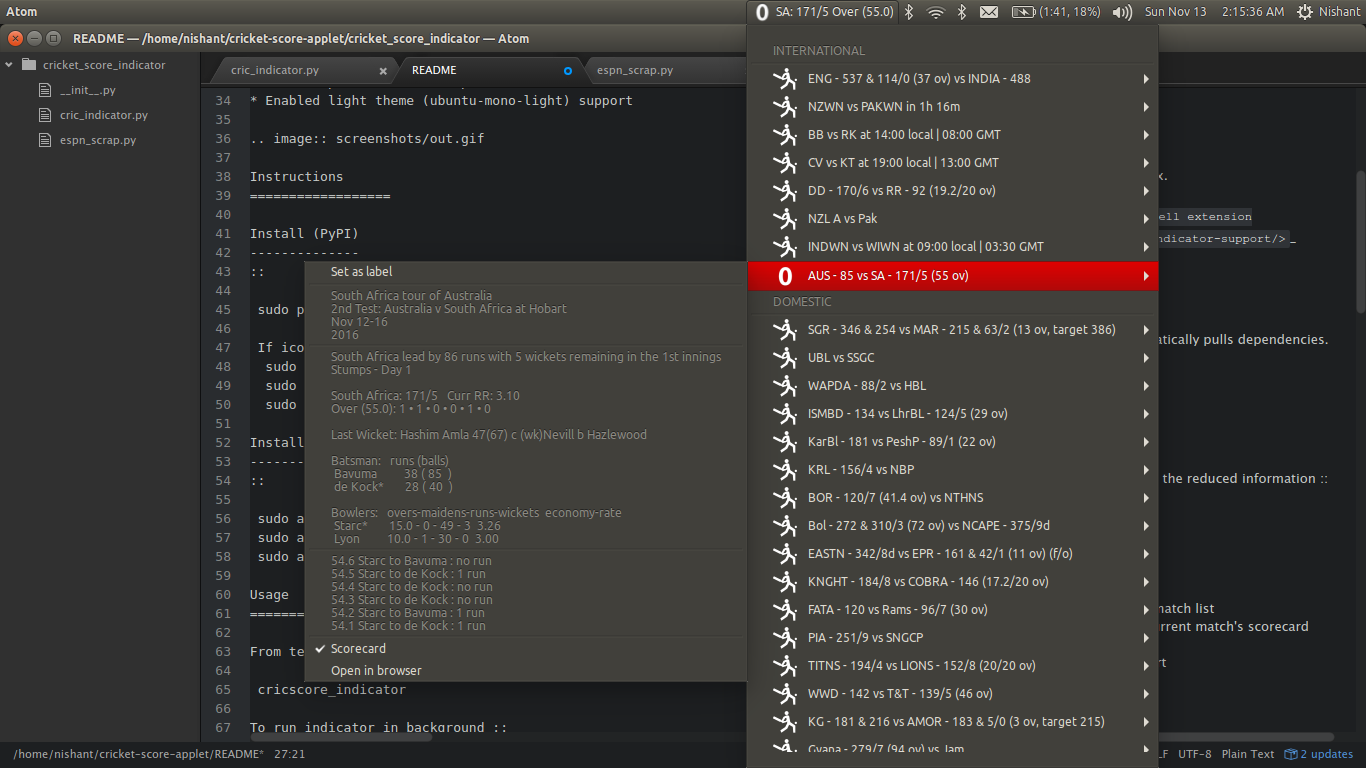 Atom
SA: 171/5 Over (55.0)
(1:41, 18%)
Sun Nov 13
2:15:36 AM
Nishant
README — /home/nishant/cricket-score-applet/cricket_score_indicator — Atom
cricket_score_indicator
__init__.py
cric_indicator.py
espn_scrap.py
cric_indicator.py
README
espn_scrap.py
34 * Enabled light theme (ubuntu-mono-light) support
35
36 .. image:: screenshots/out.gif
37
38 Instructions
39 ==================
40
41 Install (PyPI)
42 --------------
43 ::
44
45 sudo p
46
47 If ico
48 sudo
49 sudo
50 sudo
51
52 Instal
53 -------
54 ::
55
56 sudo a
57 sudo a
58 sudo a
59
60 Usage
61 =======
62
63 From te
64
65 cricscore_indicator
66
67 To run indicator in background ::
Set as label
South Africa tour of Australia
2nd Test: Australia v South Africa at Hobart
Nov 12-16
2016
South Africa lead by 86 runs with 5 wickets remaining in the 1st innings
Stumps - Day 1
South Africa: 171/5 Curr RR: 3.10
Over (55.0): 1 • 1 • 0 • 0 • 1 • 0
Last Wicket: Hashim Amla 47(67) c (wk)Nevill b Hazlewood
Batsman: runs (balls)
Bavuma 38 ( 85 )
de Kock* 28 ( 40 )
Bowlers: overs-maidens-runs-wickets economy-rate
Starc* 15.0 - 0 - 49 - 3 3.26
Lyon 10.0 - 1 - 30 - 0 3.00
54.6 Starc to Bavuma : no run
54.5 Starc to de Kock : 1 run
54.4 Starc to de Kock : no run
54.3 Starc to de Kock : no run
54.2 Starc to Bavuma : 1 run
54.1 Starc to de Kock : 1 run
Scorecard
Open in browser
INTERNATIONAL
ENG - 537 & 114/0 (37 ov) vs INDIA - 488
NZWN vs PAKWN in 1h 16m
BB vs RK at 14:00 local | 08:00 GMT
CV vs KT at 19:00 local | 13:00 GMT
DD - 170/6 vs RR - 92 (19.2/20 ov)
NZL A vs Pak
INDWN vs WIWN at 09:00 local | 03:30 GMT
0 AUS - 85 vs SA - 171/5 (55 ov)
DOMESTIC
SGR - 346 & 254 vs MAR - 215 & 63/2 (13 ov, target 386)
UBL vs SSGC
WAPDA - 88/2 vs HBL
ISMBD - 134 vs LhrBL - 124/5 (29 ov)
KarBl - 181 vs PeshP - 89/1 (22 ov)
KRL - 156/4 vs NBP
BOR - 120/7 (41.4 ov) vs NTHNS
Bol - 272 & 310/3 (72 ov) vs NCAPE - 375/9d
EASTN - 342/8d vs EPR - 161 & 42/1 (11 ov) (f/o)
KNGHT - 184/8 vs COBRA - 146 (17.2/20 ov)
FATA - 120 vs Rams - 96/7 (30 ov)
PIA - 251/9 vs SNGCP
TITNS - 194/4 vs LIONS - 152/8 (20/20 ov)
WWD - 142 vs T&T - 139/5 (46 ov)
KG - 181 & 216 vs AMOR - 183 & 5/0 (3 ov, target 215)
Guyana - 279/7 (94 ov) vs Jam
x.
ell extension
ndicator-support/>_
atically pulls dependencies.
the reduced information ::
match list
rrent match's scorecard
rt
/home/nishant/cricket-score-applet/README*
27:21
LF
UTF-8
Plain Text
2 updates